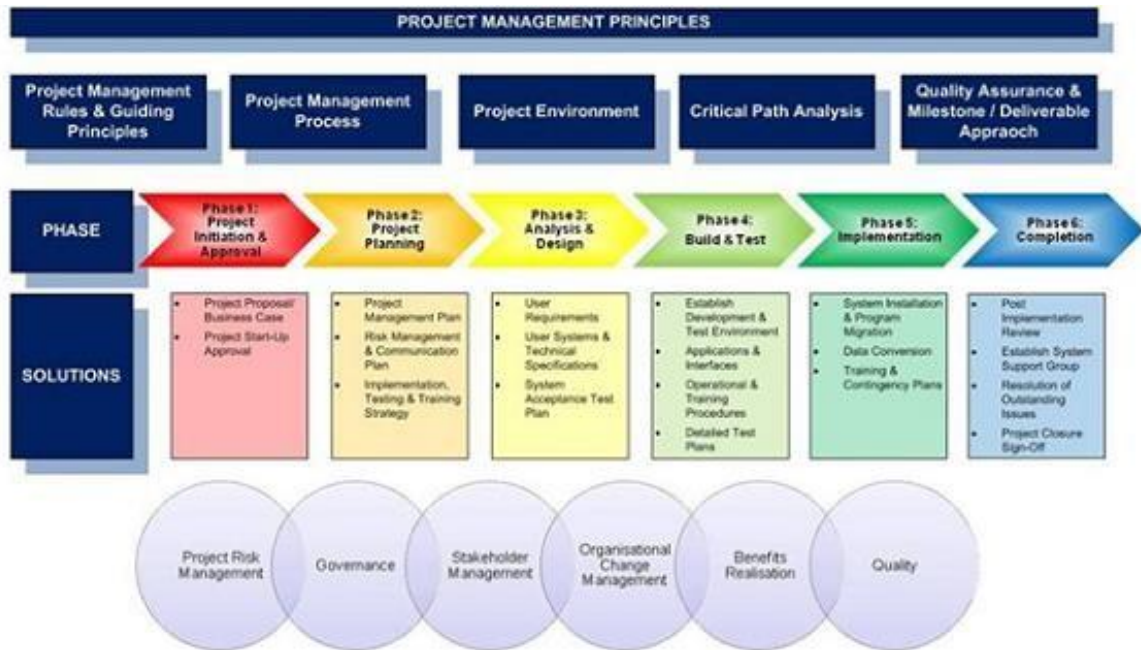 PROJECT MANAGEMENT PRINCIPLES
Project Management
Rules & Guiding
Principles
Project Management
Process
Project Environment
Critical Path Analysis
Quality Assurance &
Milestone / Deliverable
Appraoch
PHASE
Phase 1:
Project
Initiation &
Approval
Phase 2:
Project
Planning
Phase 3:
Analysis &
Design
Phase 4:
Build & Test
Phase 5:
Implementation
Phase 6:
Completion
SOLUTIONS
• Project Proposal/
Business Case
• Project Start-Up
Approval
• Project
Management Plan
• Risk Management
& Communication
Plan
• Implementation,
Testing & Training
Strategy
• User
Requirements
• User Systems &
Technical
Specifications
• System
Acceptance Test
Plan
• Establish
Development &
Test Environment
• Applications &
Interfaces
• Operational &
Training
Procedures
• Detailed Test
Plans
• System Installation
& Program
Migration
• Data Conversion
• Training &
Contingency Plans
• Post
Implementation
Review
• Establish System
Support Group
• Resolution of
Outstanding
Issues
• Project Closure
Sign-Off
Project Risk
Management
Governance
Stakeholder
Management
Organisational
Change
Management
Benefits
Realisation
Quality